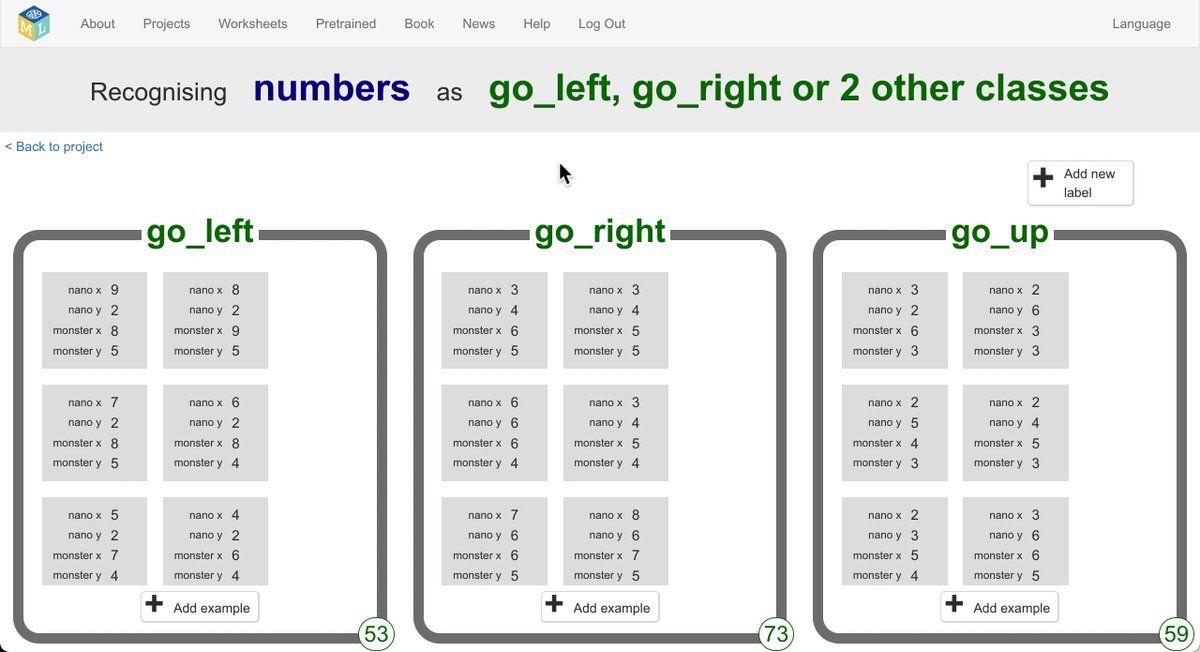 M L
About Projects Worksheets Pretrained Book News Help Log Out Language
Recognising numbers as go_left, go_right or 2 other classes
< Back to project
Add new
label
go_left
nano x 9
nano y 2
monster x 8
monster y 5
nano x 8
nano y 2
monster x 9
monster y 5
nano x 7
nano y 2
monster x 8
monster y 5
nano x 6
nano y 2
monster x 8
monster y 4
nano x 5
nano y 2
monster x 7
monster y 4
nano x 4
nano y 2
monster x 6
monster y 4
Add example
53
go_right
nano x 3
nano y 4
monster x 6
monster y 5
nano x 3
nano y 4
monster x 5
monster y 5
nano x 6
nano y 6
monster x 6
monster y 4
nano x 3
nano y 4
monster x 5
monster y 4
nano x 7
nano y 6
monster x 6
monster y 5
nano x 8
nano y 6
monster x 7
monster y 5
Add example
73
go_up
nano x 3
nano y 2
monster x 6
monster y 3
nano x 2
nano y 6
monster x 3
monster y 3
nano x 2
nano y 5
monster x 4
monster y 3
nano x 2
nano y 4
monster x 5
monster y 3
nano x 2
nano y 3
monster x 5
monster y 4
nano x 3
nano y 6
monster x 6
monster y 5
Add example
59